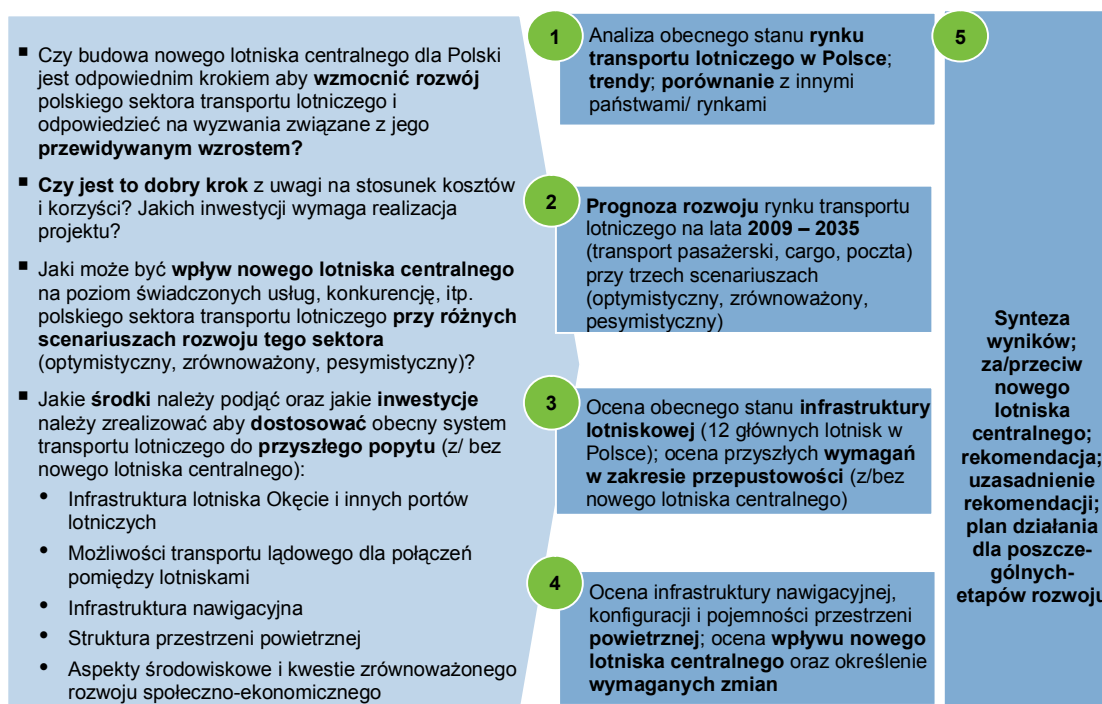 ▪ Czy budowa nowego lotniska centralnego dla Polski
jest odpowiednim krokiem aby wzmocnić rozwój
polskiego sektora transportu lotniczego i
odpowiedzieć na wyzwania związane z jego
przewidywanym wzrostem?
▪ Czy jest to dobry krok z uwagi na stosunek kosztów
i korzyści? Jakich inwestycji wymaga realizacja
projektu?
▪ Jaki może być wpływ nowego lotniska centralnego
na poziom świadczonych usług, konkurencję, itp.
polskiego sektora transportu lotniczego przy różnych
scenariuszach rozwoju tego sektora
(optymistyczny, zrównoważony, pesymistyczny)?
▪ Jakie środki należy podjąć oraz jakie inwestycje
należy zrealizować aby dostosować obecny system
transportu lotniczego do przyszłego popytu (z/ bez
nowego lotniska centralnego):
• Infrastruktura lotniska Okęcie i innych portów
lotniczych
• Możliwości transportu lądowego dla połączeń
pomiędzy lotniskami
• Infrastruktura nawigacyjna
• Struktura przestrzeni powietrznej
• Aspekty środowiskowe i kwestie zrównoważonego
rozwoju społeczno-ekonomicznego
1
Analiza obecnego stanu rynku
transportu lotniczego w Polsce;
trendy; porównanie z innymi
państwami/ rynkami
2
Prognoza rozwoju rynku transportu
lotniczego na lata 2009 – 2035
(transport pasażerski, cargo, poczta)
przy trzech scenariuszach
(optymistyczny, zrównoważony,
pesymistyczny)
3
Ocena obecnego stanu infrastruktury
lotniskowej (12 głównych lotnisk w
Polsce); ocena przyszłych wymagań
w zakresie przepustowości (z/bez
nowego lotniska centralnego)
4
Ocena infrastruktury nawigacyjnej,
konfiguracji i pojemności przestrzeni
powietrznej; ocena wpływu nowego
lotniska centralnego oraz określenie
wymaganych zmian
5
Synteza
wyników;
za/przeciw
nowego
lotniska
centralnego;
rekomendacja;
uzasadnienie
rekomendacji;
plan działania
dla poszcze-
gólnych-
etapów rozwoju